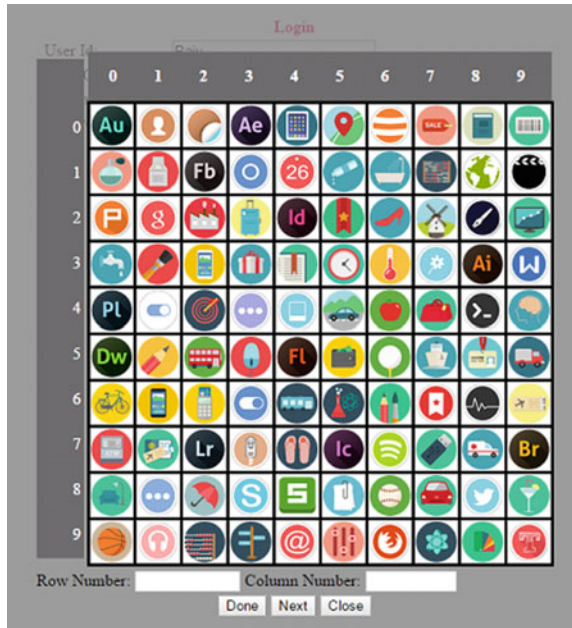 Login
User Id:
0 1 2 3 4 5 6 7 8 9
0 Au Ae SALE
1 Fb 26
2 P g Id
3 Ai W
4 Pl >_
5 Dw Fl
6
7 ATM Lr Ic Br
8 S S
9 @ T
Row Number: Column Number:
Done Next Close